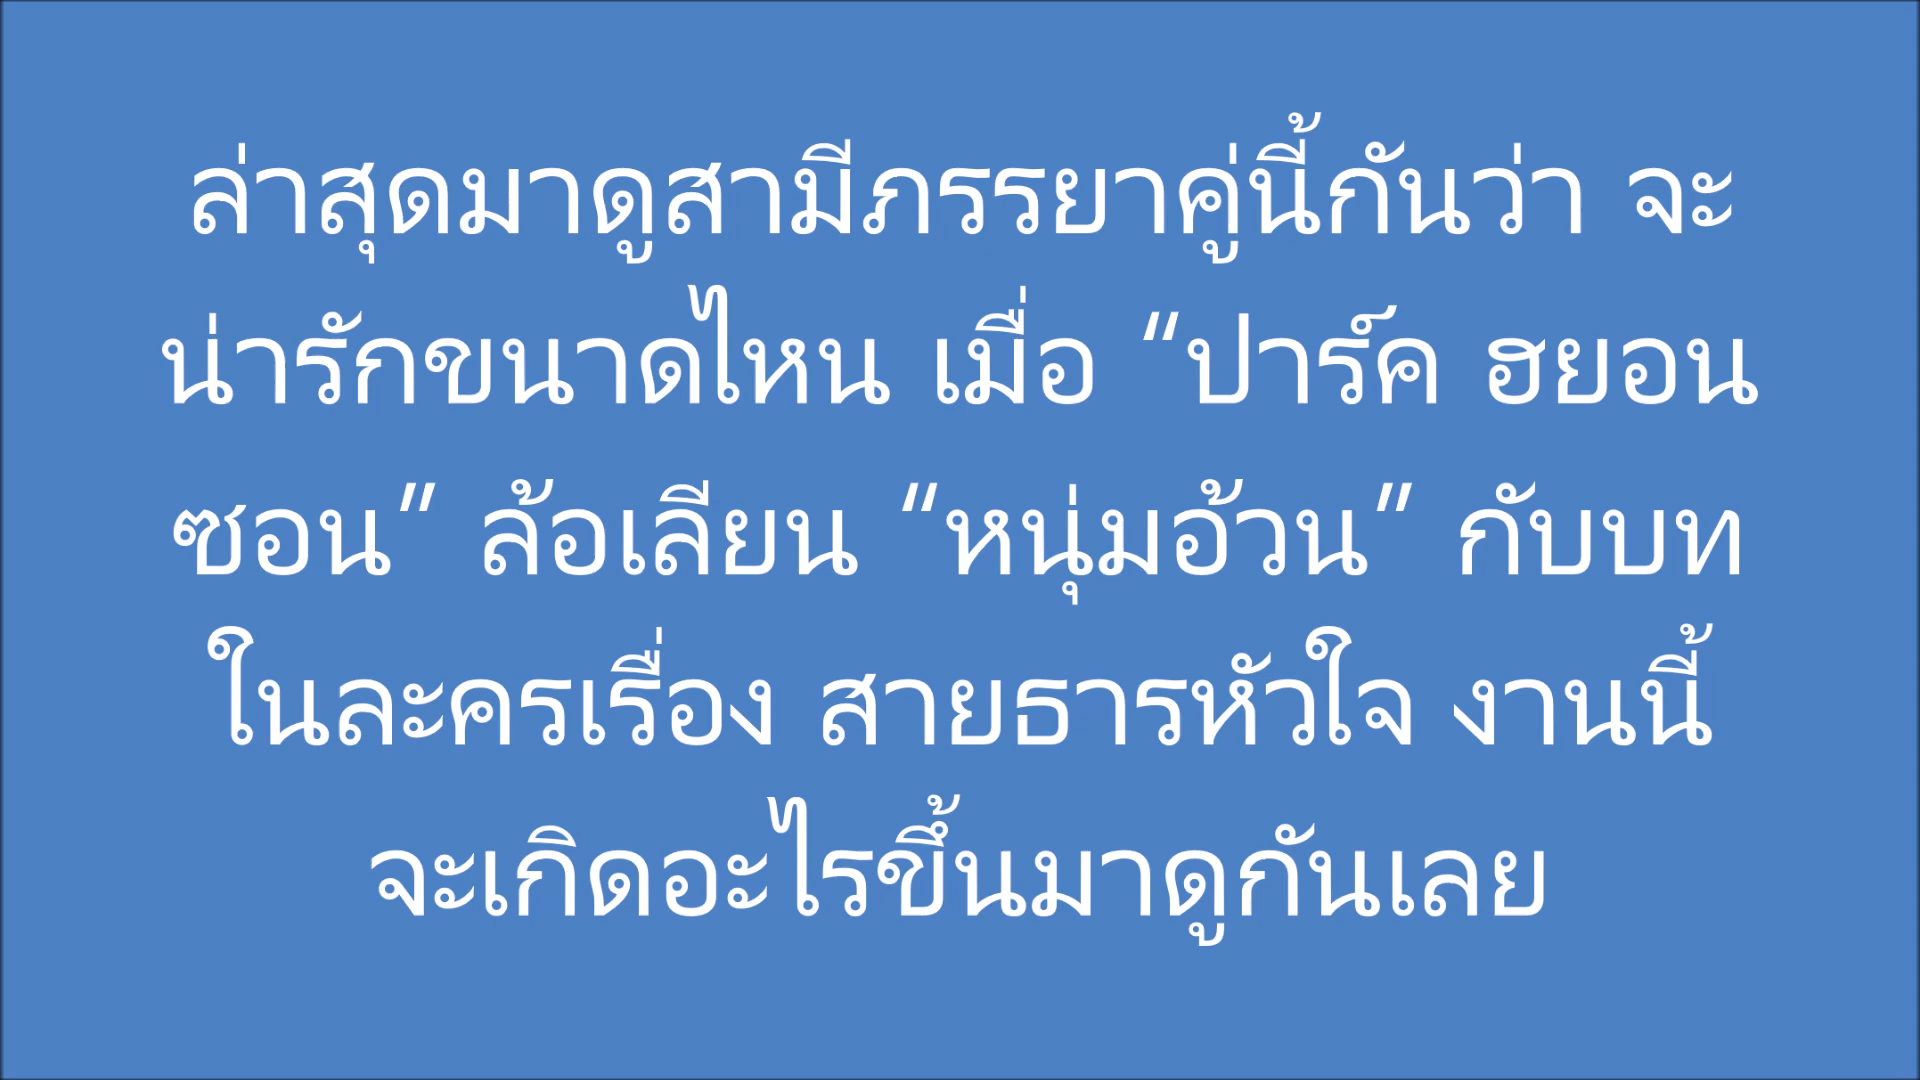 ล่าสุดมาดูสามีภรรยาคู่นี้กันว่า จะ
น่ารักขนาดไหน เมื่อ “ปาร์ค ฮยอน
ซอน” ล้อเลียน “หนุ่มอ้วน” กับบท
ในละครเรื่อง สายธารหัวใจ งานนี้
จะเกิดอะไรขึ้นมาดูกันเลย